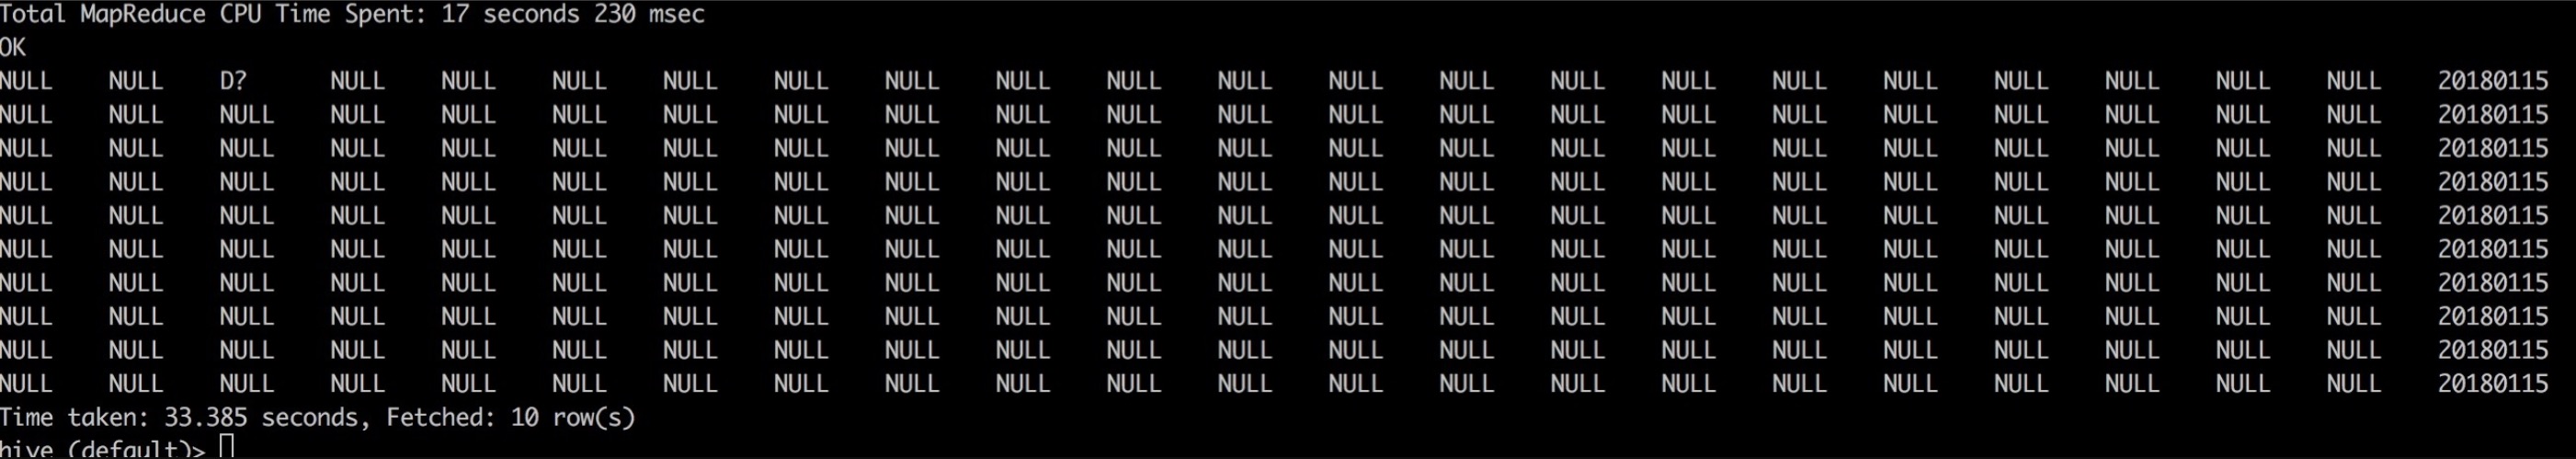 Total MapReduce CPU Time Spent: 17 seconds 230 msec
OK
NULL NULL D? NULL NULL NULL NULL NULL NULL NULL NULL NULL NULL NULL NULL NULL NULL NULL NULL NULL NULL NULL 20180115
NULL NULL NULL NULL NULL NULL NULL NULL NULL NULL NULL NULL NULL NULL NULL NULL NULL NULL NULL NULL NULL NULL 20180115
NULL NULL NULL NULL NULL NULL NULL NULL NULL NULL NULL NULL NULL NULL NULL NULL NULL NULL NULL NULL NULL NULL 20180115
NULL NULL NULL NULL NULL NULL NULL NULL NULL NULL NULL NULL NULL NULL NULL NULL NULL NULL NULL NULL NULL NULL 20180115
NULL NULL NULL NULL NULL NULL NULL NULL NULL NULL NULL NULL NULL NULL NULL NULL NULL NULL NULL NULL NULL NULL 20180115
NULL NULL NULL NULL NULL NULL NULL NULL NULL NULL NULL NULL NULL NULL NULL NULL NULL NULL NULL NULL NULL NULL 20180115
NULL NULL NULL NULL NULL NULL NULL NULL NULL NULL NULL NULL NULL NULL NULL NULL NULL NULL NULL NULL NULL NULL 20180115
NULL NULL NULL NULL NULL NULL NULL NULL NULL NULL NULL NULL NULL NULL NULL NULL NULL NULL NULL NULL NULL NULL 20180115
NULL NULL NULL NULL NULL NULL NULL NULL NULL NULL NULL NULL NULL NULL NULL NULL NULL NULL NULL NULL NULL NULL 20180115
NULL NULL NULL NULL NULL NULL NULL NULL NULL NULL NULL NULL NULL NULL NULL NULL NULL NULL NULL NULL NULL NULL 20180115
Time taken: 33.385 seconds, Fetched: 10 row(s)
hive (default)>